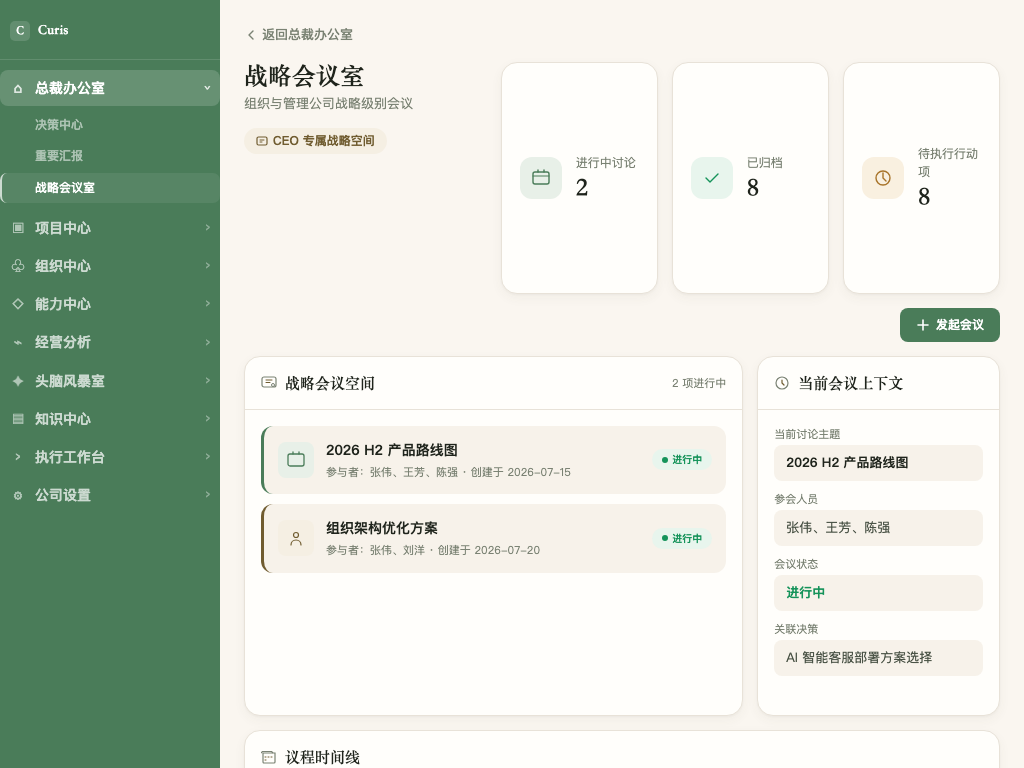 C Curis
总裁办公室
决策中心
重要汇报
战略会议室
项目中心
组织中心
能力中心
经营分析
头脑风暴室
知识中心
执行工作台
公司设置
返回总裁办公室
战略会议室
组织与管理公司战略级别会议
CEO 专属战略空间
进行中讨论
2
已归档
8
待执行行动
项
8
发起会议
战略会议空间
2 项进行中
2026 H2 产品路线图
参与者：张伟、王芳、陈强 · 创建于 2026-07-15
进行中
组织架构优化方案
参与者：张伟、刘洋 · 创建于 2026-07-20
进行中
当前会议上下文
当前讨论主题
2026 H2 产品路线图
参会人员
张伟、王芳、陈强
会议状态
进行中
关联决策
AI 智能客服部署方案选择
议程时间线